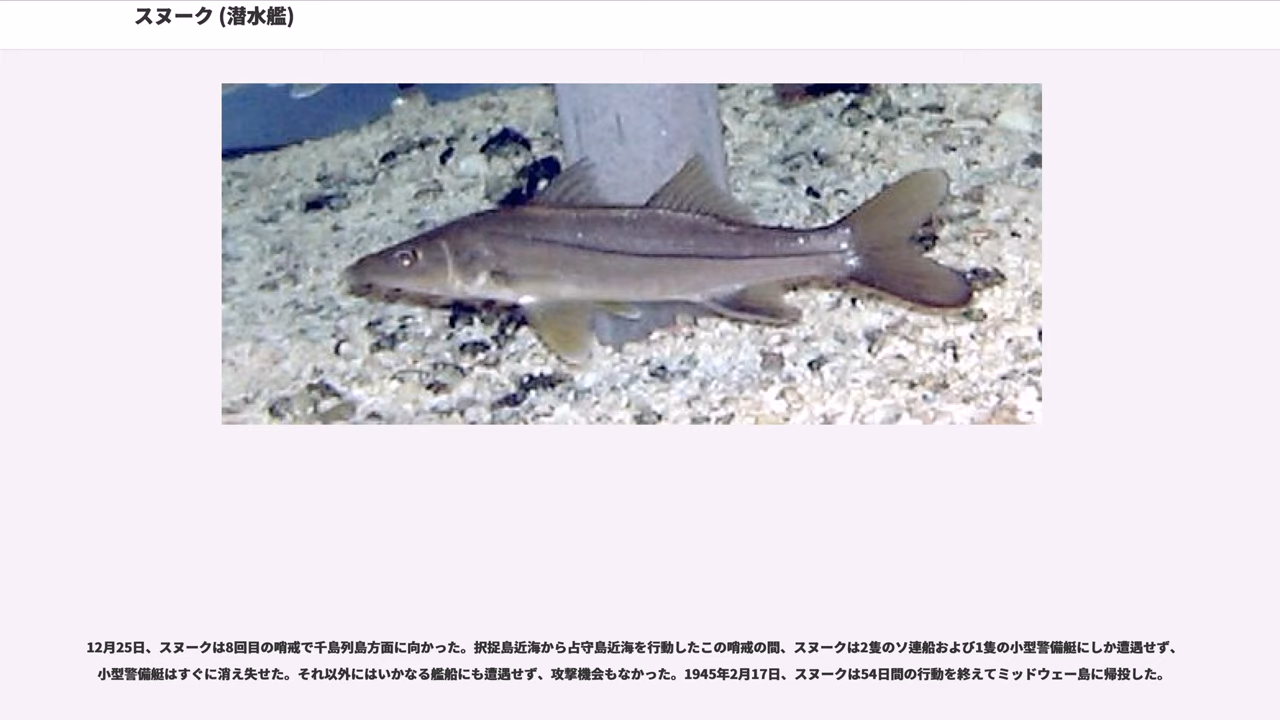 スヌーク (潜水艦)
12月25日、スヌークは8回目の哨戒で千島列島方面に向かった。択捉島近海から占守島近海を行動したこの哨戒の間、スヌークは2隻のソ連船および1隻の小型警備艇にしか遭遇せず、
小型警備艇はすぐに消え失せた。それ以外にはいかなる艦船にも遭遇せず、攻撃機会もなかった。1945年2月17日、スヌークは54日間の行動を終えてミッドウェー島に帰投した。